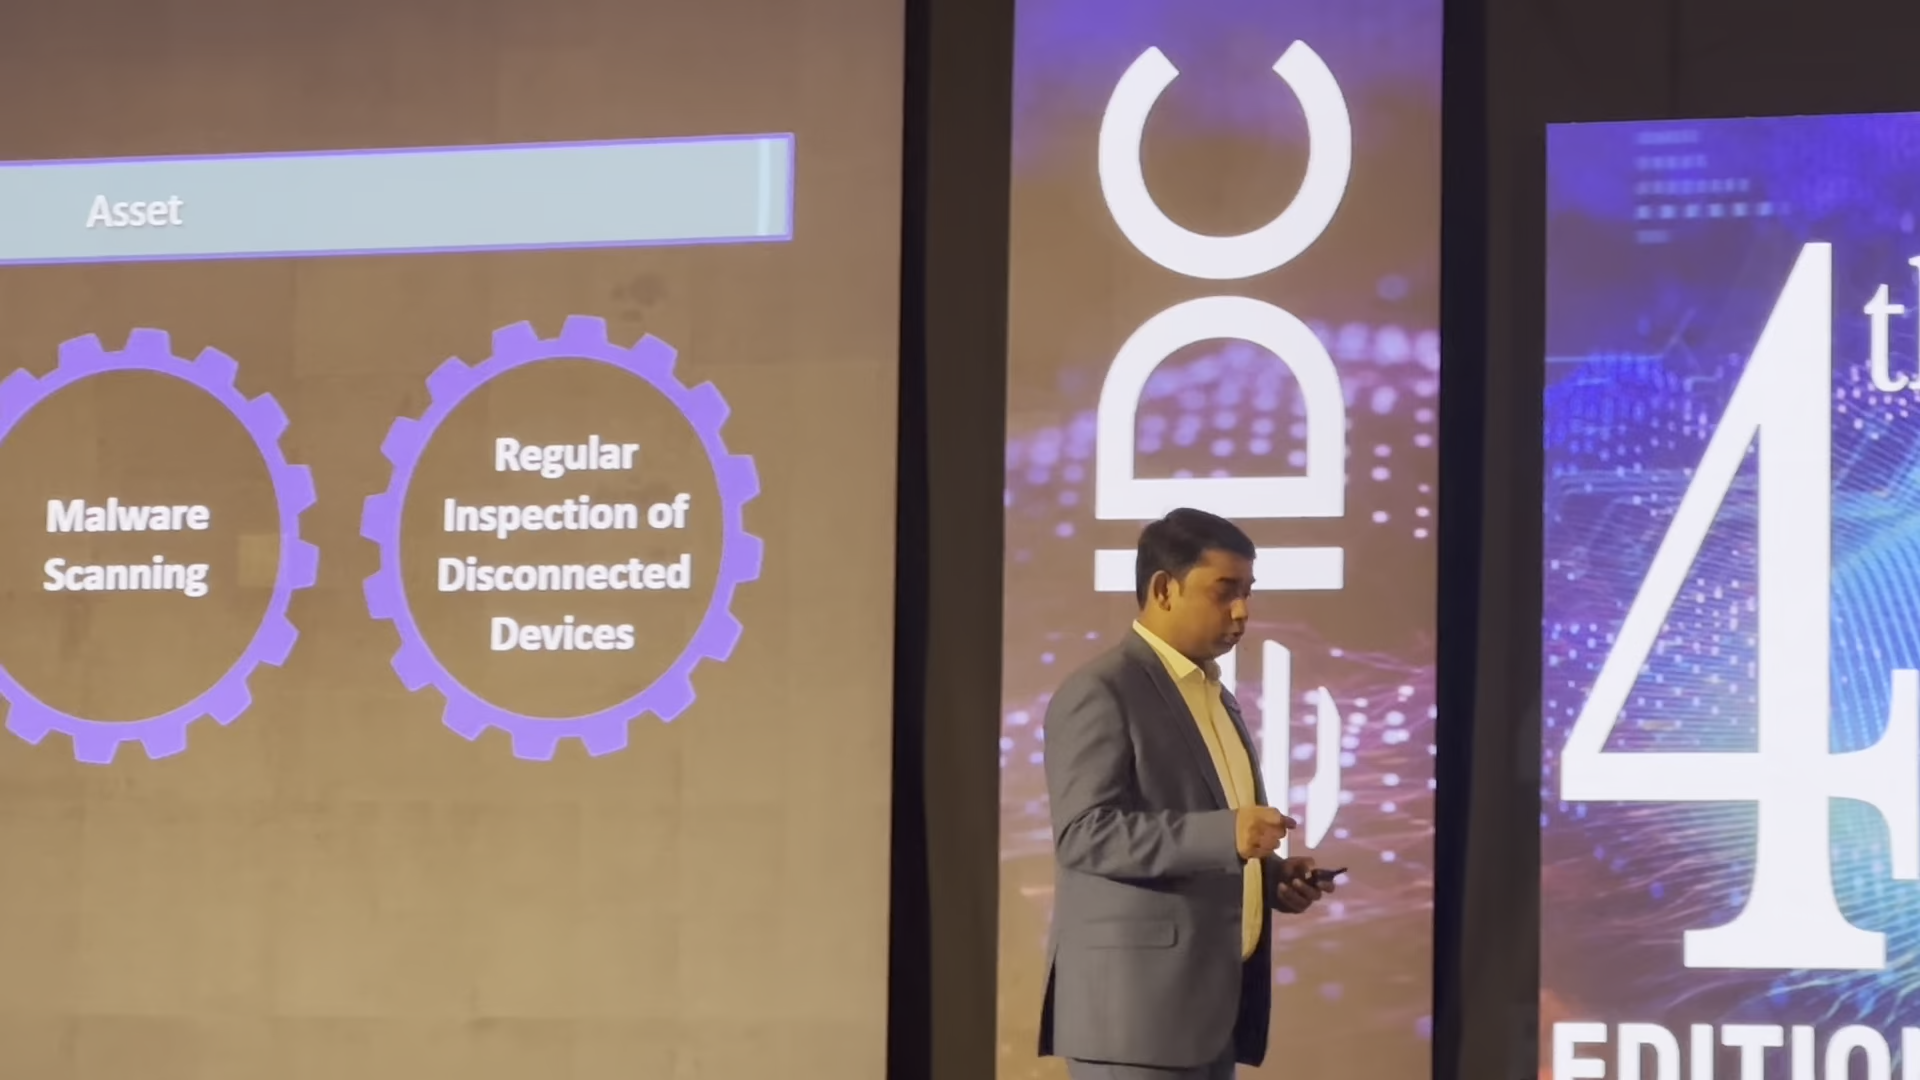 Asset
Malware
Scanning
Regular
Inspection of
Disconnected
Devices
IDC
4